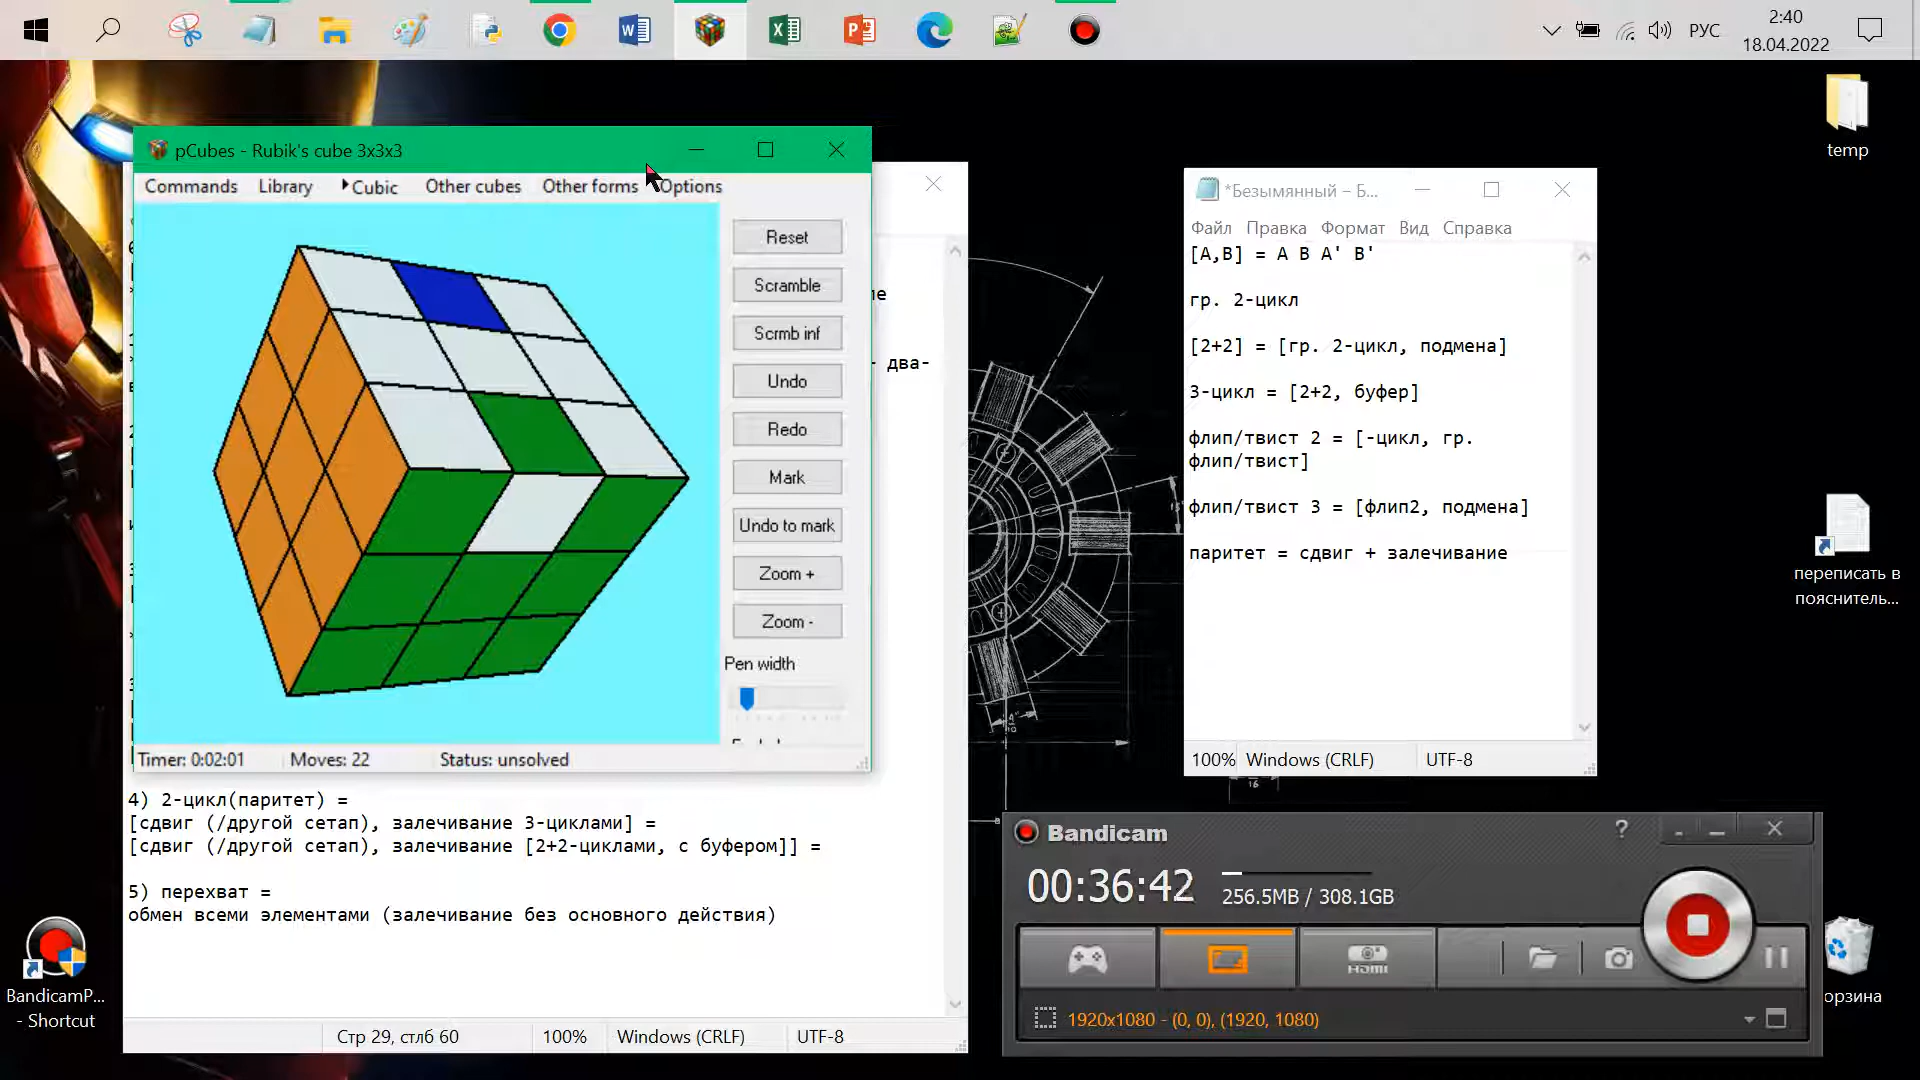 РУС
2:40
18.04.2022
temp
pCubes - Rubik's cube 3x3x3
Commands Library Cubic Other cubes Other forms Options
Reset
Scramble
Scrmb inf
Undo
Redo
Mark
Undo to mark
Zoom +
Zoom -
Pen width
Timer: 0:02:01 Moves: 22 Status: unsolved
- два-
4) 2-цикл(паритет) =
[сдвиг (/другой сетап), залечивание 3-циклами] =
[сдвиг (/другой сетап), залечивание [2+2-циклами, с буфером]] =
5) перехват =
обмен всеми элементами (залечивание без основного действия)
Стр 29, стлб 60 100% Windows (CRLF) UTF-8
*Безымянный – Б...
Файл Правка Формат Вид Справка
[A,B] = A B A' B'
гр. 2-цикл
[2+2] = [гр. 2-цикл, подмена]
3-цикл = [2+2, буфер]
флип/твист 2 = [-цикл, гр.
флип/твист]
флип/твист 3 = [флип2, подмена]
паритет = сдвиг + залечивание
100% Windows (CRLF) UTF-8
переписать в
пояснитель...
Bandicam
00:36:42
256.5MB / 308.1GB
HDMI
1920x1080 - (0, 0), (1920, 1080)
BandicamP...
- Shortcut
орзина